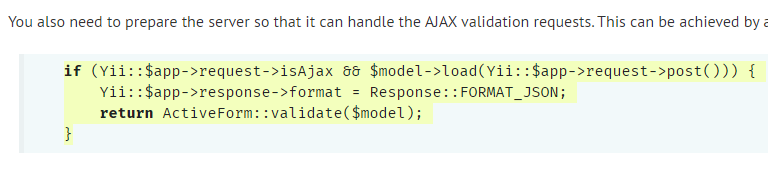 You also need to prepare the server so that it can handle the AJAX validation requests. This can be achieved by
if (Yii::$app->request->isAjax && $model->load(Yii::$app->request->post())) {
Yii::$app->response->format = Response::FORMAT_JSON;
return ActiveForm::validate($model);
}